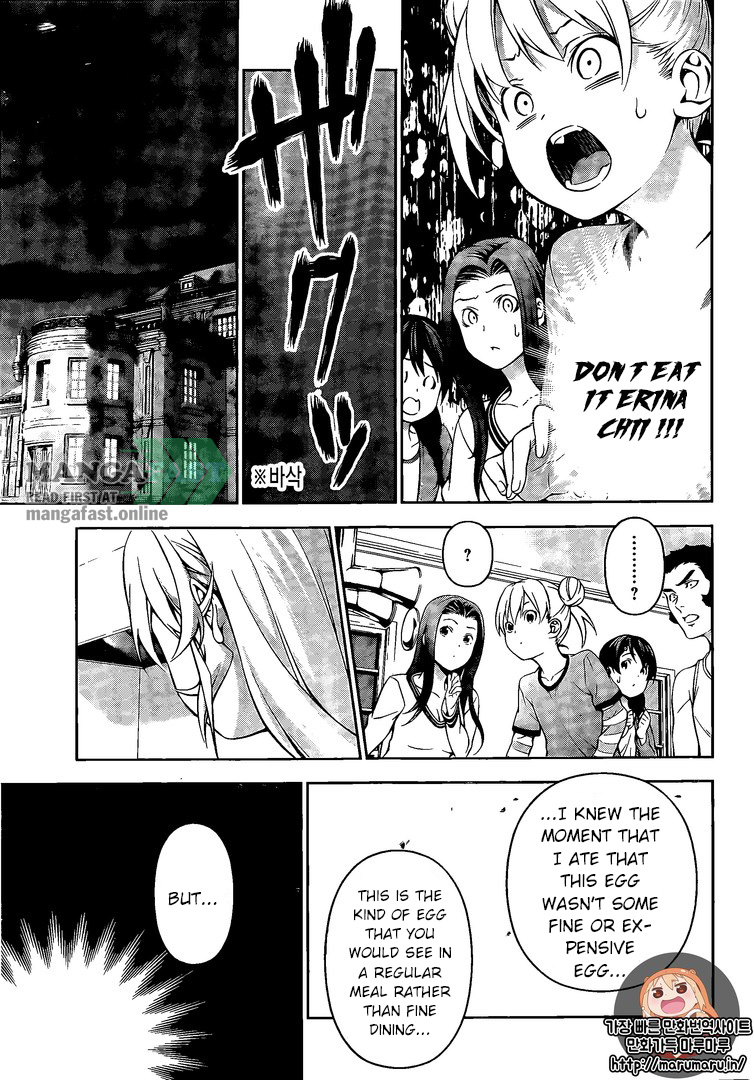 DON'T EAT
IT ERINA
CHI !!!
ザクッ
※바삭
MANGAFAST
READ FIRST AT
mangafast.online
.........
?
?
...I KNEW THE
MOMENT THAT
I ATE THAT
THIS EGG
WASN'T SOME
FINE OR EX-
PENSIVE
EGG...
THIS IS THE
KIND OF EGG
THAT YOU
WOULD SEE IN
A REGULAR
MEAL RATHER
THAN FINE
DINING...
BUT...
가장 빠른 만화번역사이트
만화가득 마루마루
http://marumaru.in/